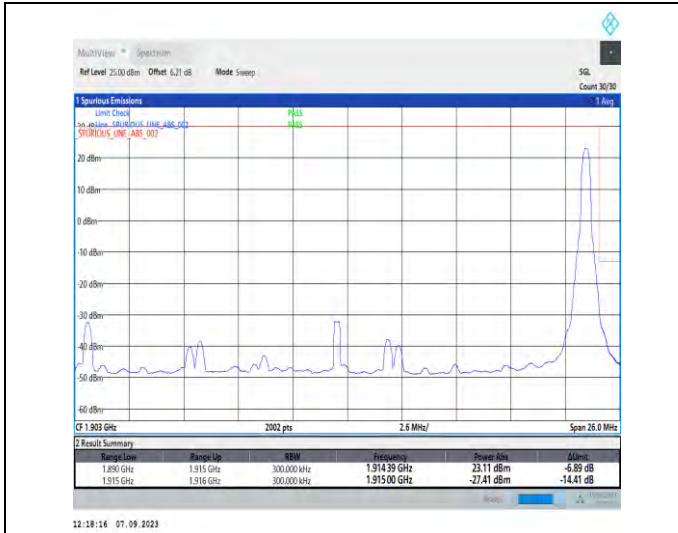 MultiView Spectrum
Ref Level 25.00 dBm Offset 6.21 dB Mode Sweep SGL
Count 30/30
1 Spurious Emissions 1 Avg
Limit Check PASS
Line SPURIOUS_LINE_ABS_002 PASS
SPURIOUS_LINE_ABS_002
20 dBm
10 dBm
0 dBm
-10 dBm
-20 dBm
-30 dBm
-40 dBm
-50 dBm
-60 dBm
CF 1.903 GHz 2002 pts 2.6 MHz/ Span 26.0 MHz
2 Result Summary
Range Low Range Up RBW Frequency Power Abs ΔLimit
1.890 GHz 1.915 GHz 300.000 kHz 1.91439 GHz 23.11 dBm -6.89 dB
1.915 GHz 1.916 GHz 300.000 kHz 1.91500 GHz -27.41 dBm -14.41 dB
Ready
12:18:16 07.09.2023